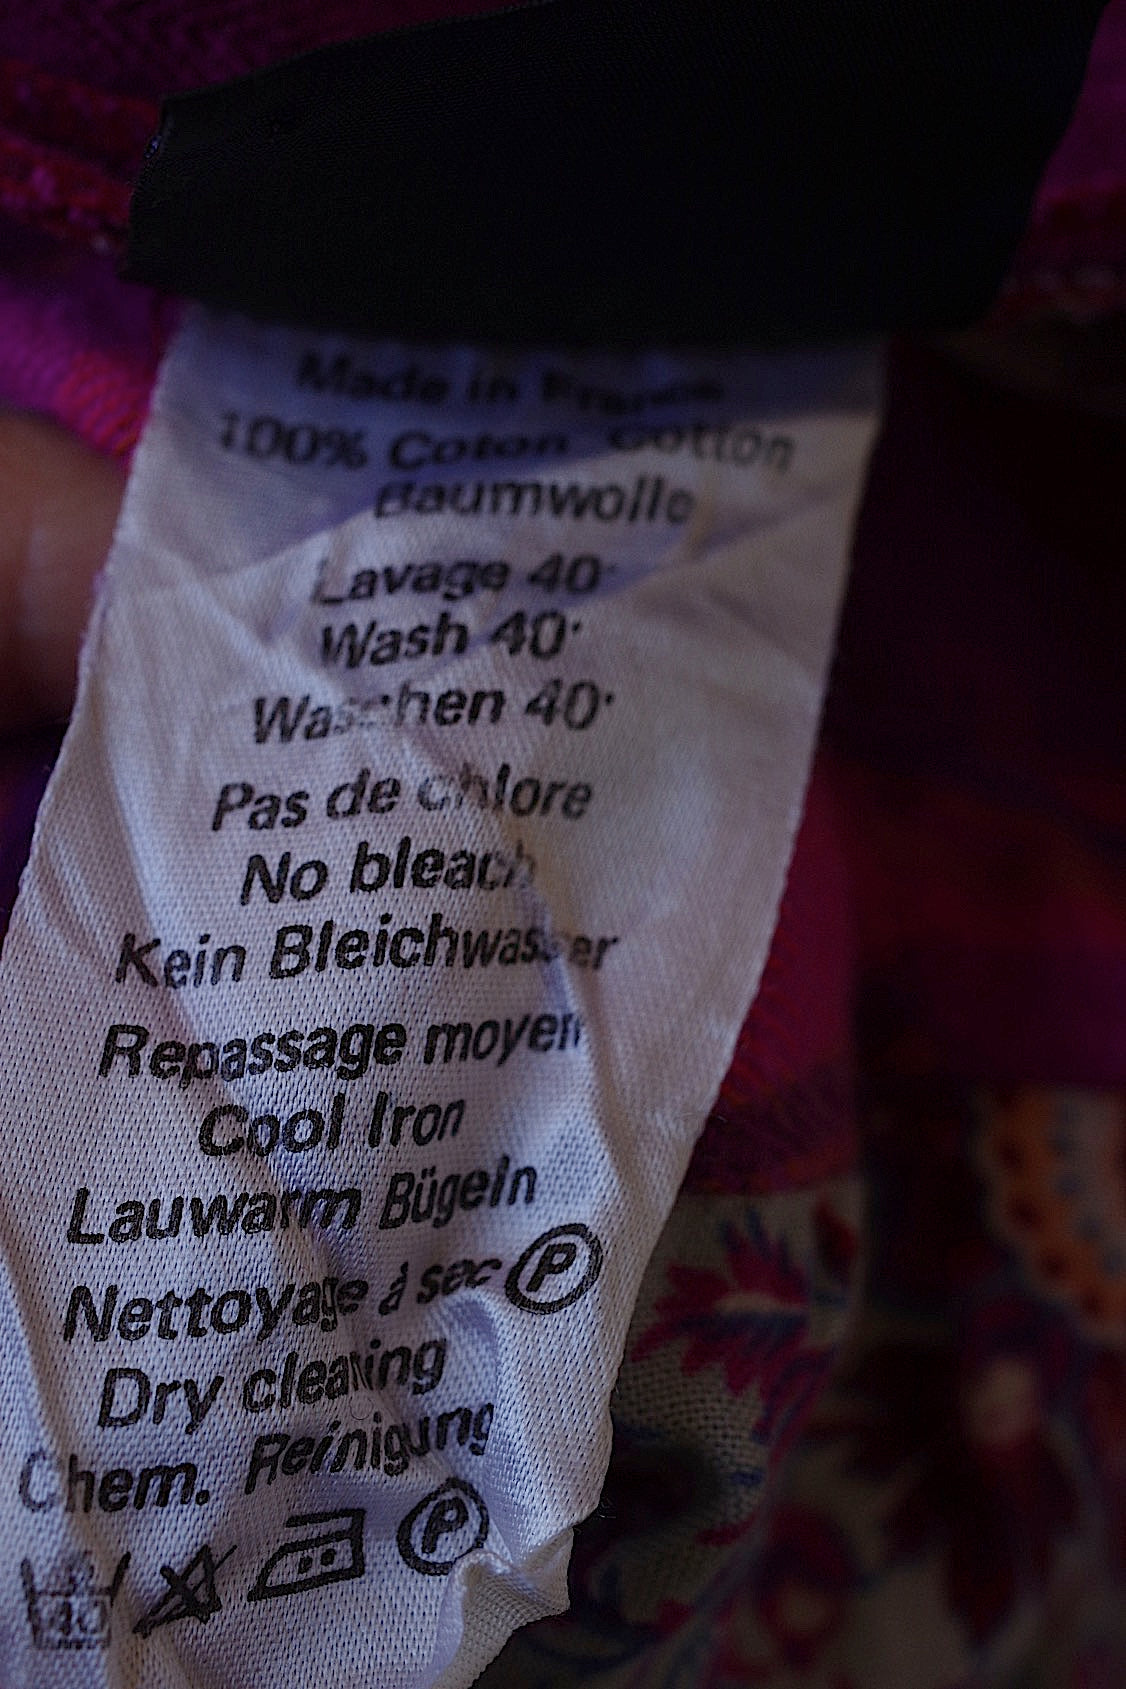 Made in France
100% Coton Cotton
Baumwolle
Lavage 40°
Wash 40°
Waschen 40°
Pas de chlore
No bleach
Kein Bleichwasser
Repassage moyen
Cool Iron
Lauwarm Bügeln
Nettoyage à sec P
Dry cleaning
Chem. Reinigung
40 P